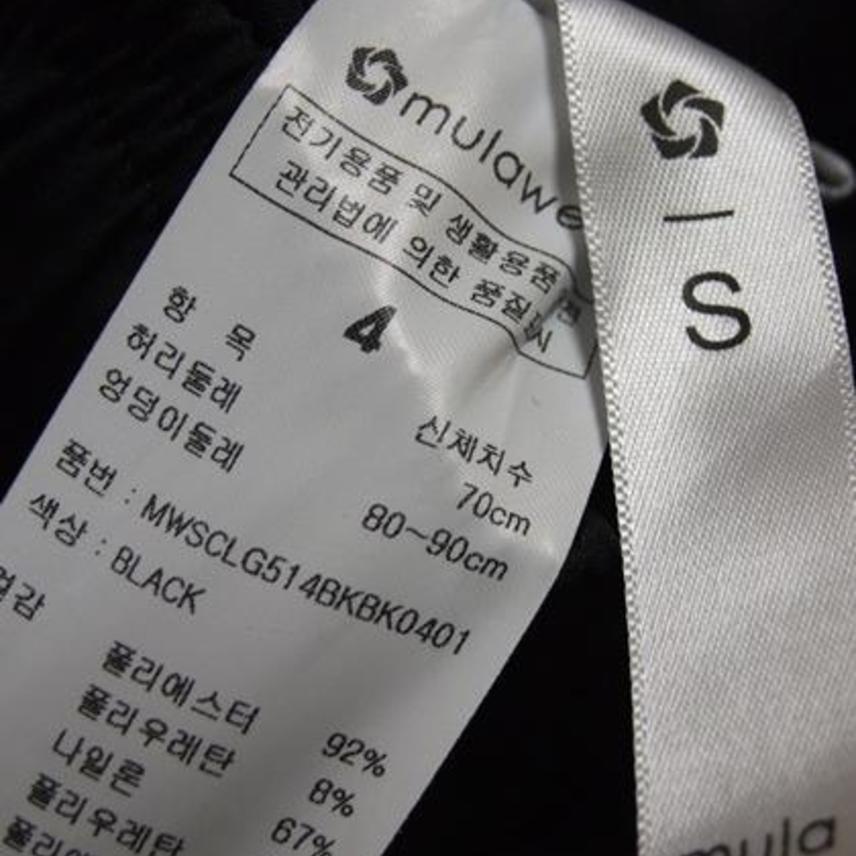 mulawe
전기용품 및 생활용품
관리법에 의한 품질
4
항 목
신체치수
허리둘레
70cm
엉덩이둘레
80~90cm
품번 : MWSCLG514BKBK0401
색상 : BLACK
폴리에스터 92%
폴리우레탄 8%
나일론 67%
폴리우레탄
S
mula